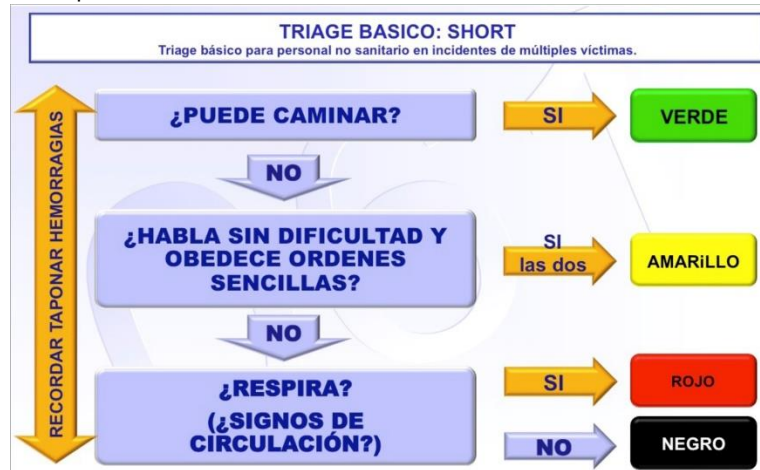 TRIAGE BASICO: SHORT
Triage básico para personal no sanitario en incidentes de múltiples víctimas.
RECORDAR TAPONAR HEMORRAGIAS
¿PUEDE CAMINAR?
SI
VERDE
NO
¿HABLA SIN DIFICULTAD Y
OBEDECE ORDENES
SENCILLAS?
SI
las dos
AMARiLLO
NO
¿RESPIRA?
(¿SIGNOS DE
CIRCULACIÓN?)
SI
ROJO
NO
NEGRO